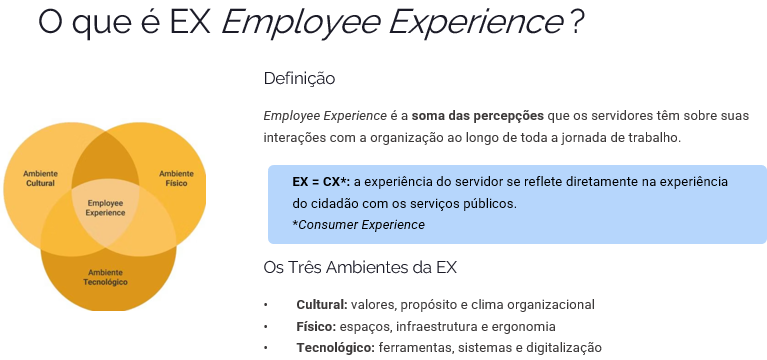 O que é EX Employee Experience ?
Ambiente
Cultural
Ambiente
Físico
Employee
Experience
Ambiente
Tecnológico
Definição
Employee Experience é a soma das percepções que os servidores têm sobre suas
interações com a organização ao longo de toda a jornada de trabalho.
EX = CX*: a experiência do servidor se reflete diretamente na experiência
do cidadão com os serviços públicos.
*Consumer Experience
Os Três Ambientes da EX
• Cultural: valores, propósito e clima organizacional
• Físico: espaços, infraestrutura e ergonomia
• Tecnológico: ferramentas, sistemas e digitalização